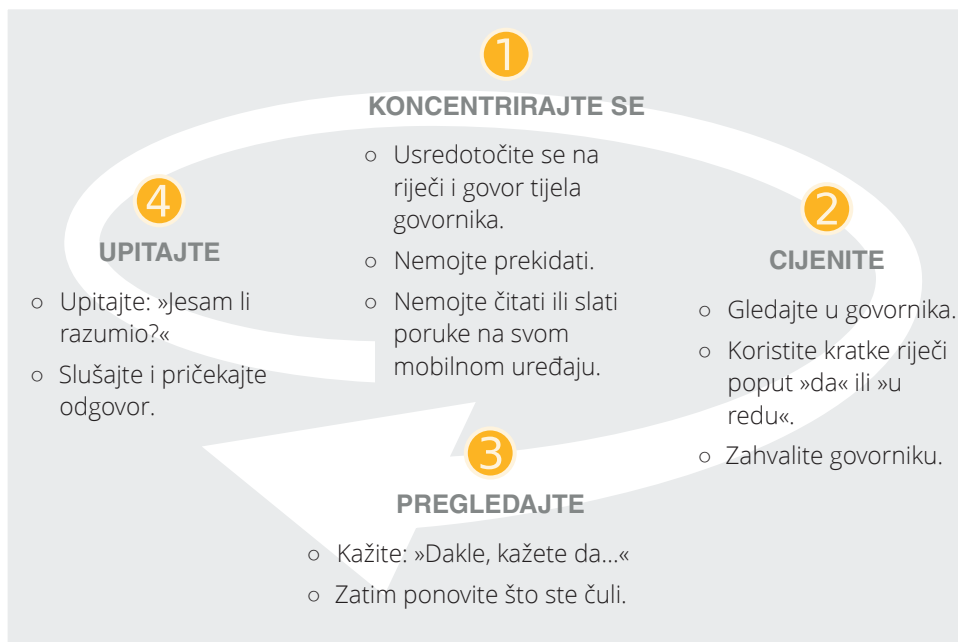 1
KONCENTRIRAJTE SE
○ Usredotočite se na
riječi i govor tijela
govornika.
○ Nemojte prekidati.
○ Nemojte čitati ili slati
poruke na svom
mobilnom uređaju.
2
CIJENITE
○ Gledajte u govornika.
○ Koristite kratke riječi
poput »da« ili »u
redu«.
○ Zahvalite govorniku.
3
PREGLEDAJTE
○ Kažite: »Dakle, kažete da...«
○ Zatim ponovite što ste čuli.
4
UPITAJTE
○ Upitajte: »Jesam li
razumio?«
○ Slušajte i pričekajte
odgovor.